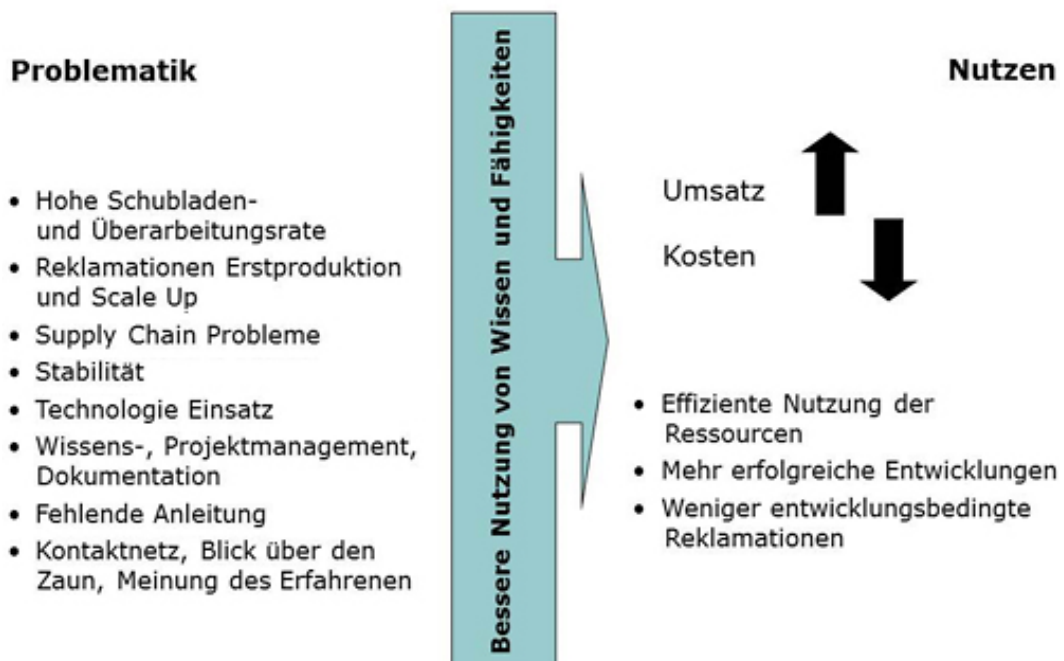 Problematik
• Hohe Schubladen-
und Überarbeitungsrate
• Reklamationen Erstproduktion
und Scale Up
• Supply Chain Probleme
• Stabilität
• Technologie Einsatz
• Wissens-, Projektmanagement,
Dokumentation
• Fehlende Anleitung
• Kontaktnetz, Blick über den
Zaun, Meinung des Erfahrenen
Bessere Nutzung von Wissen und Fähigkeiten
Nutzen
Umsatz
Kosten
• Effiziente Nutzung der
Ressourcen
• Mehr erfolgreiche Entwicklungen
• Weniger entwicklungsbedingte
Reklamationen